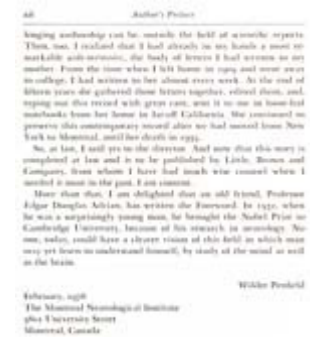 Author's Preface
longing authorship can be, outside the field of scientific reports.
Then, too, I realized that I had already in my hands a most re-
markable aide-memoire, the body of letters I had written to my
mother. From the time when I left home in 1909 and went away
to college, I had written to her almost every week. At the end of
fifteen years she gathered those letters together, edited them, and,
typing out this record with great care, sent it to me in loose-leaf
notebooks from her home in far-off California. She continued to
preserve this contemporary record after we had moved from New
York to Montreal, until her death in 1935.
So, at last, I said yes to the director. And now that this story is
completed at last and is to be published by Little, Brown and
Company, from whom I have had much wise counsel when I
needed it most in the past, I am content.
More than that, I am delighted that an old friend, Professor
Edgar Douglas Adrian, has written the Foreword. In 1932, when
he was a surprisingly young man, he brought the Nobel Prize to
Cambridge University, because of his research in neurology. No
one, today, could have a clearer vision of this field in which man
may yet learn to understand himself, by study of the mind as well
as the brain.
Wilder Penfield
February, 1976
The Montreal Neurological Institute
3801 University Street
Montreal, Canada